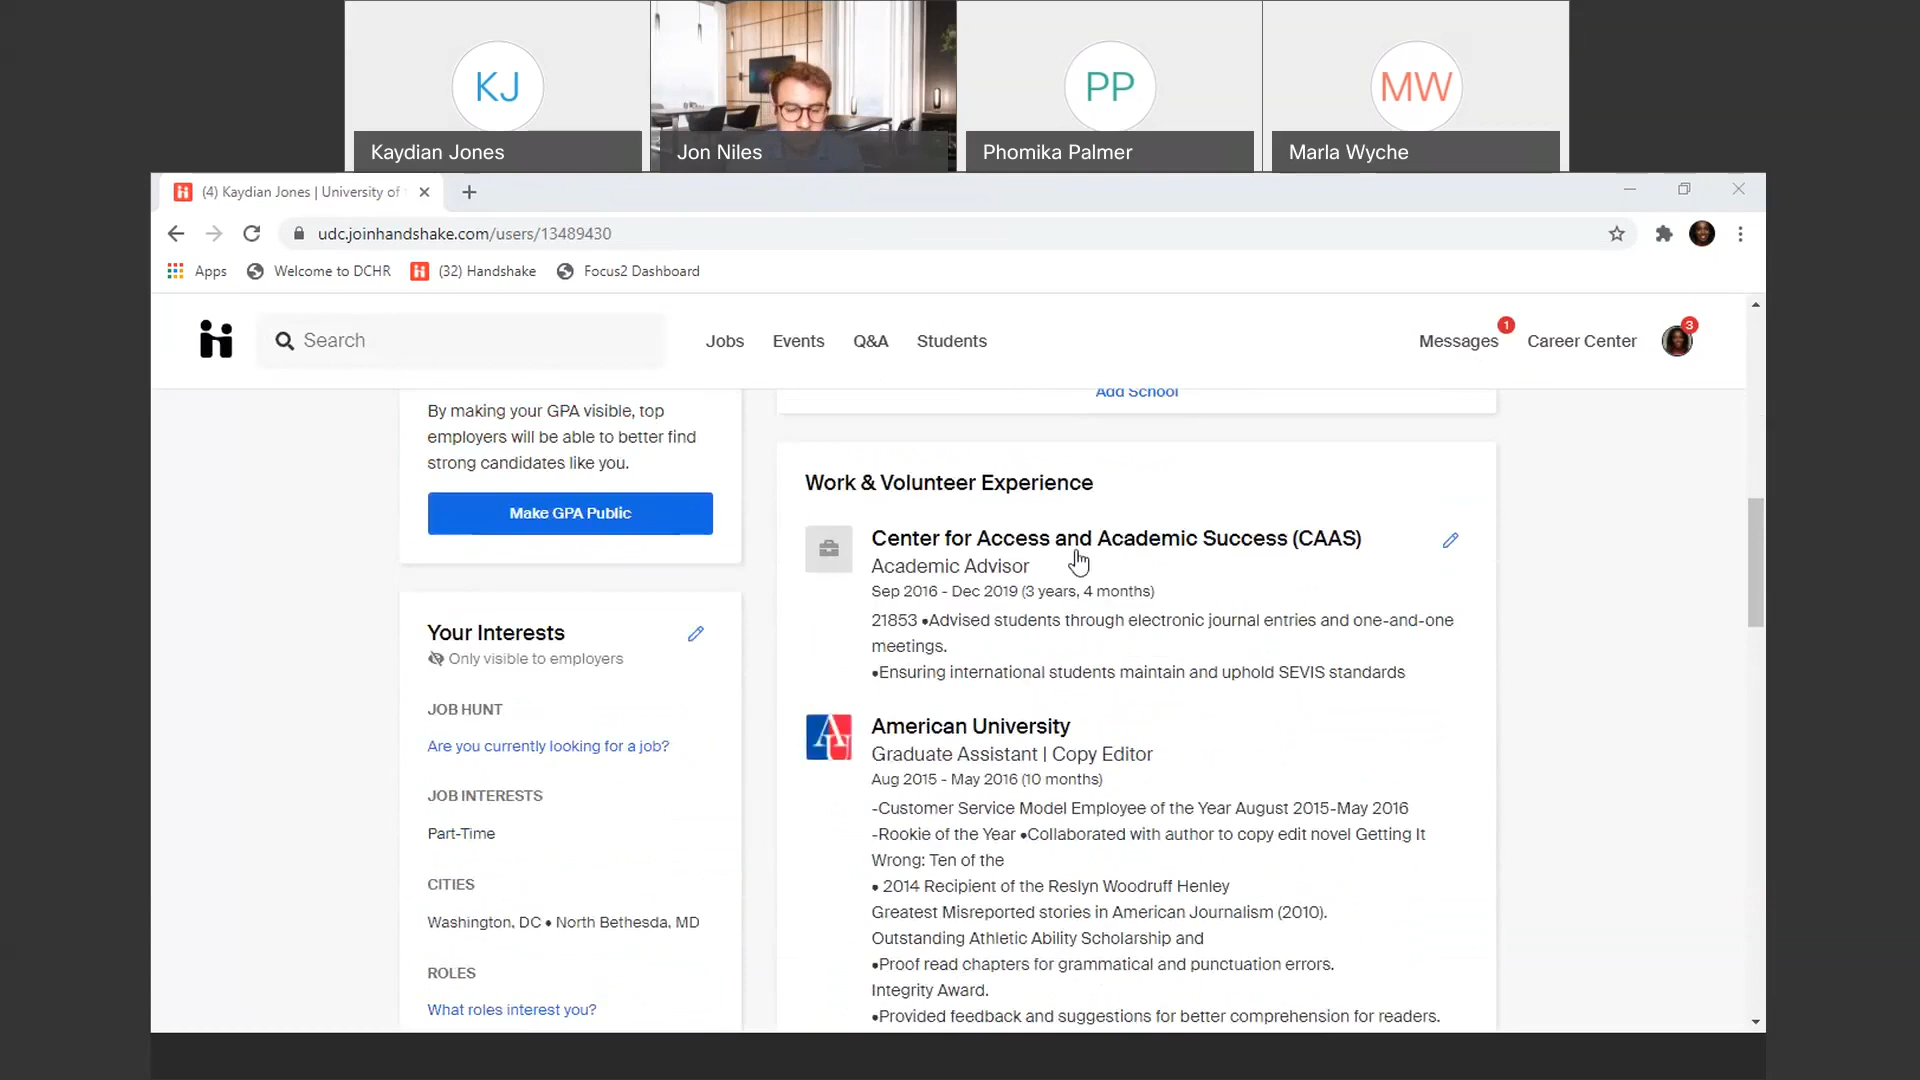 KJ
PP
MW
Kaydian Jones
Jon Niles
Phomika Palmer
Marla Wyche
(4) Kaydian Jones | University of
udc.joinhandshake.com/users/13489430
Apps
Welcome to DCHR
(32) Handshake
Focus2 Dashboard
Search
Jobs
Events
Q&A
Students
Messages
1
Career Center
3
By making your GPA visible, top
employers will be able to better find
strong candidates like you.
Make GPA Public
Your Interests
Only visible to employers
JOB HUNT
Are you currently looking for a job?
JOB INTERESTS
Part-Time
CITIES
Washington, DC • North Bethesda, MD
ROLES
What roles interest you?
Add School
Work & Volunteer Experience
Center for Access and Academic Success (CAAS)
Academic Advisor
Sep 2016 - Dec 2019 (3 years, 4 months)
21853 •Advised students through electronic journal entries and one-and-one
meetings.
•Ensuring international students maintain and uphold SEVIS standards
AU
American University
Graduate Assistant | Copy Editor
Aug 2015 - May 2016 (10 months)
-Customer Service Model Employee of the Year August 2015-May 2016
-Rookie of the Year •Collaborated with author to copy edit novel Getting It
Wrong: Ten of the
• 2014 Recipient of the Reslyn Woodruff Henley
Greatest Misreported stories in American Journalism (2010).
Outstanding Athletic Ability Scholarship and
•Proof read chapters for grammatical and punctuation errors.
Integrity Award.
•Provided feedback and suggestions for better comprehension for readers.